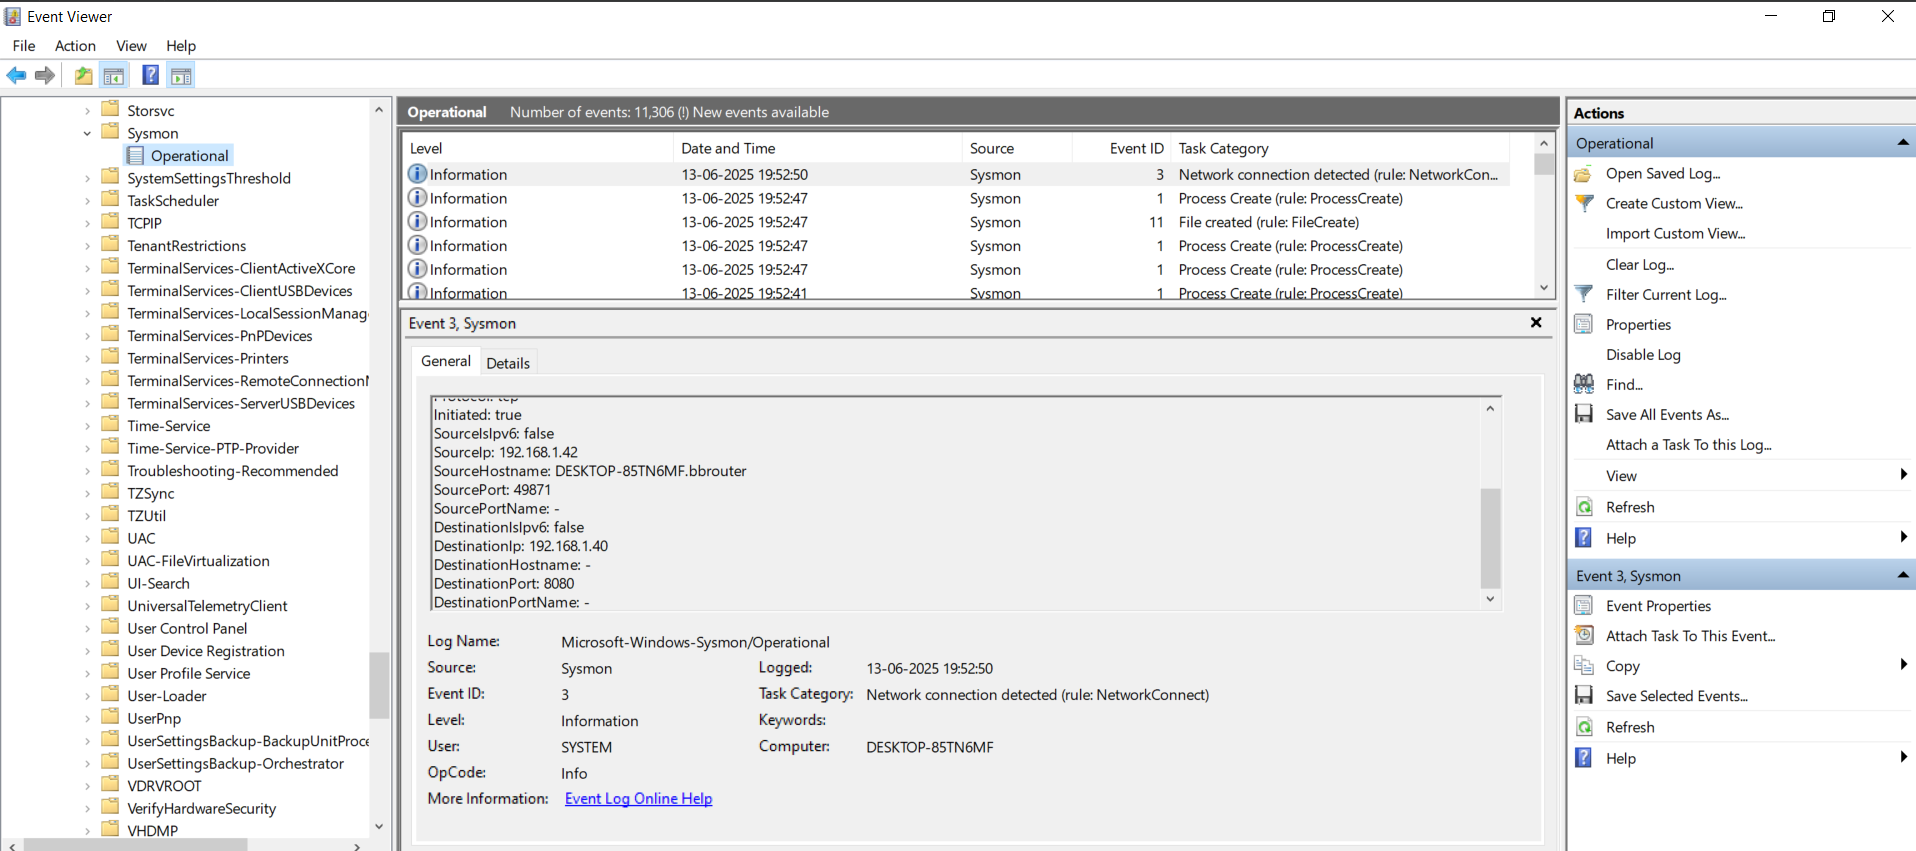 Event Viewer
File Action View Help
Storsvc
Sysmon
Operational
SystemSettingsThreshold
TaskScheduler
TCPIP
TenantRestrictions
TerminalServices-ClientActiveXCore
TerminalServices-ClientUSBDevices
TerminalServices-LocalSessionManag
TerminalServices-PnPDevices
TerminalServices-Printers
TerminalServices-RemoteConnection
TerminalServices-ServerUSBDevices
Time-Service
Time-Service-PTP-Provider
Troubleshooting-Recommended
TZSync
TZUtil
UAC
UAC-FileVirtualization
UI-Search
UniversalTelemetryClient
User Control Panel
User Device Registration
User Profile Service
User-Loader
UserPnp
UserSettingsBackup-BackupUnitProce
UserSettingsBackup-Orchestrator
VDRVROOT
VerifyHardwareSecurity
VHDMP
Operational Number of events: 11,306 (!) New events available
Level Date and Time Source Event ID Task Category
Information 13-06-2025 19:52:50 Sysmon 3 Network connection detected (rule: NetworkCon...
Information 13-06-2025 19:52:47 Sysmon 1 Process Create (rule: ProcessCreate)
Information 13-06-2025 19:52:47 Sysmon 11 File created (rule: FileCreate)
Information 13-06-2025 19:52:47 Sysmon 1 Process Create (rule: ProcessCreate)
Information 13-06-2025 19:52:47 Sysmon 1 Process Create (rule: ProcessCreate)
Information 13-06-2025 19:52:41 Sysmon 1 Process Create (rule: ProcessCreate)
Event 3, Sysmon
General Details
Protocol: tcp
Initiated: true
SourceIsIpv6: false
SourceIp: 192.168.1.42
SourceHostname: DESKTOP-85TN6MF.bbrouter
SourcePort: 49871
SourcePortName: -
DestinationIsIpv6: false
DestinationIp: 192.168.1.40
DestinationHostname: -
DestinationPort: 8080
DestinationPortName: -
Log Name: Microsoft-Windows-Sysmon/Operational
Source: Sysmon Logged: 13-06-2025 19:52:50
Event ID: 3 Task Category: Network connection detected (rule: NetworkConnect)
Level: Information Keywords:
User: SYSTEM Computer: DESKTOP-85TN6MF
OpCode: Info
More Information: Event Log Online Help
Actions
Operational
Open Saved Log...
Create Custom View...
Import Custom View...
Clear Log...
Filter Current Log...
Properties
Disable Log
Find...
Save All Events As...
Attach a Task To this Log...
View
Refresh
Help
Event 3, Sysmon
Event Properties
Attach Task To This Event...
Copy
Save Selected Events...
Refresh
Help